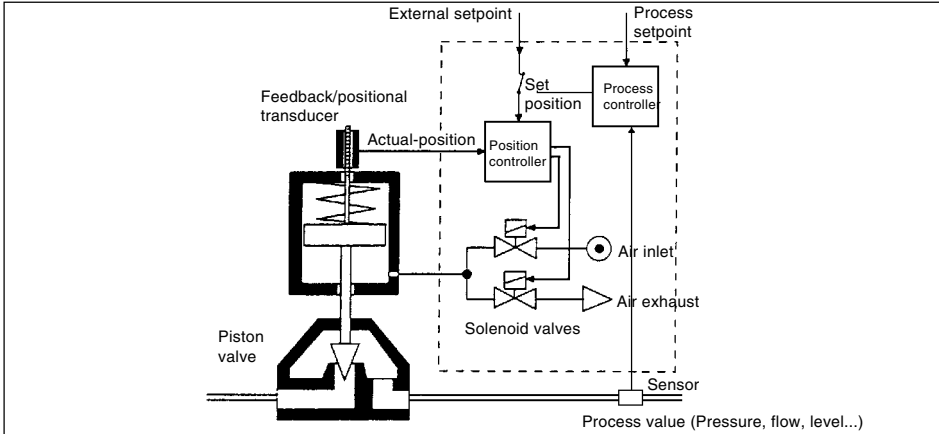 External setpoint
Process
setpoint
Set
position
Process
controller
Feedback/positional
transducer
Actual-position
Position
controller
Air inlet
Air exhaust
Solenoid valves
Piston
valve
Sensor
Process value (Pressure, flow, level...)